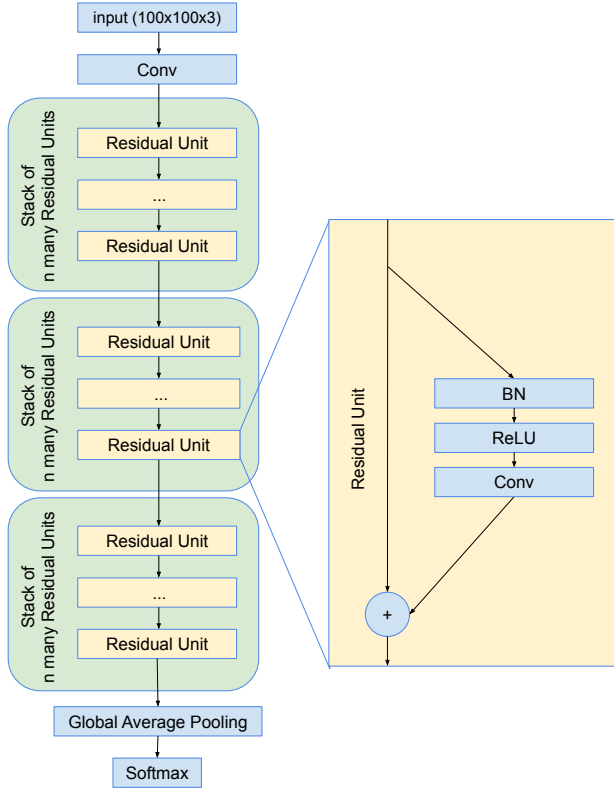 input (100x100x3)
Conv
Stack of
n many Residual Units
Residual Unit
...
Residual Unit
Stack of
n many Residual Units
Residual Unit
...
Residual Unit
Stack of
n many Residual Units
Residual Unit
...
Residual Unit
Global Average Pooling
Softmax
Residual Unit
BN
ReLU
Conv
+